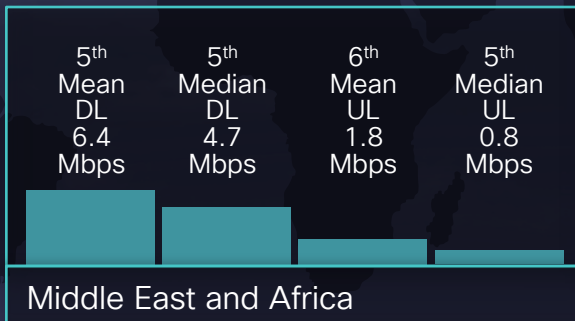 5th
Mean
DL
6.4
Mbps
5th
Median
DL
4.7
Mbps
6th
Mean
UL
1.8
Mbps
5th
Median
UL
0.8
Mbps
Middle East and Africa